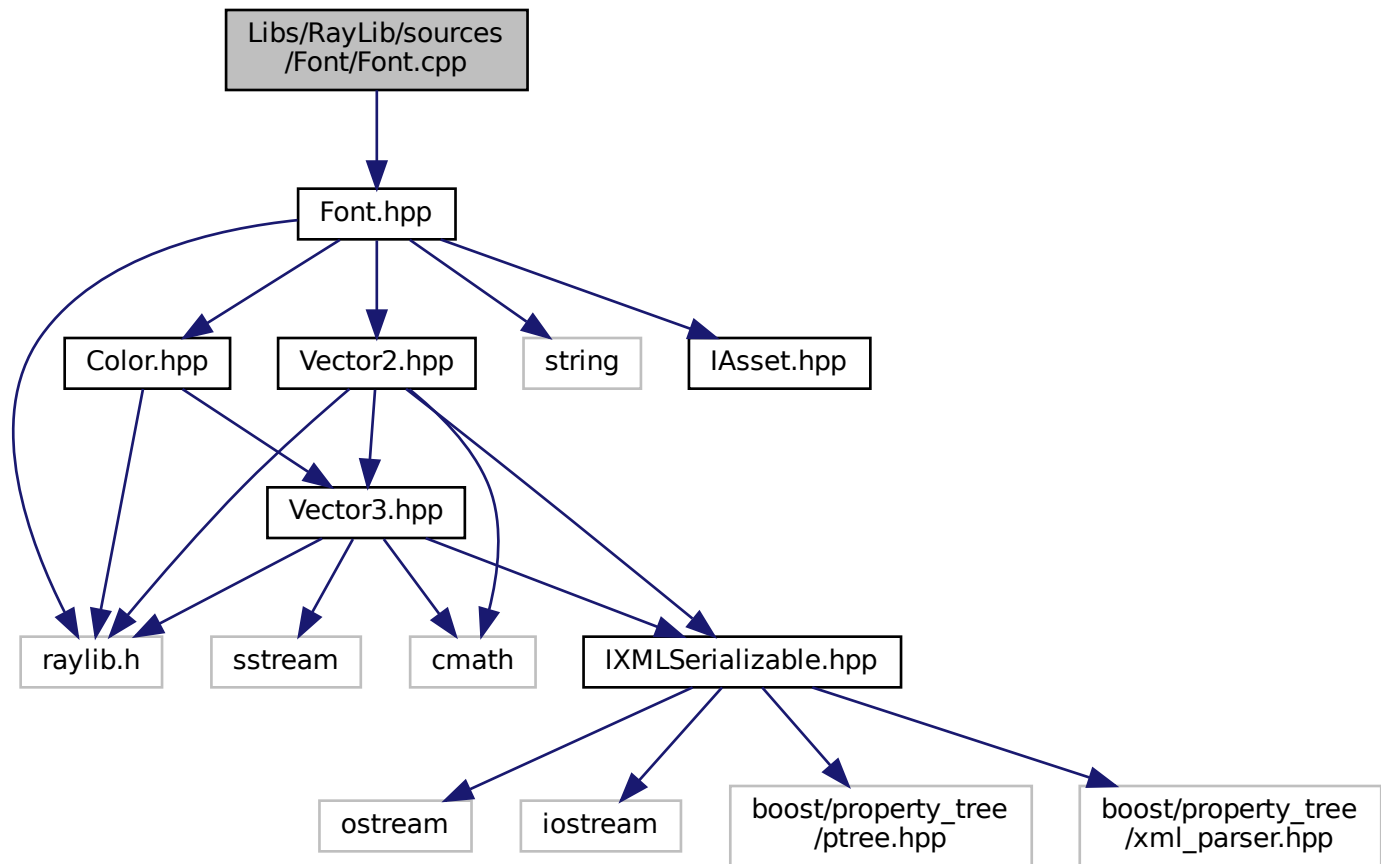 Libs/RayLib/sources
/Font/Font.cpp
Font.hpp
Color.hpp
Vector2.hpp
string
IAsset.hpp
Vector3.hpp
raylib.h
sstream
cmath
IXMLSerializable.hpp
ostream
iostream
boost/property_tree
/ptree.hpp
boost/property_tree
/xml_parser.hpp